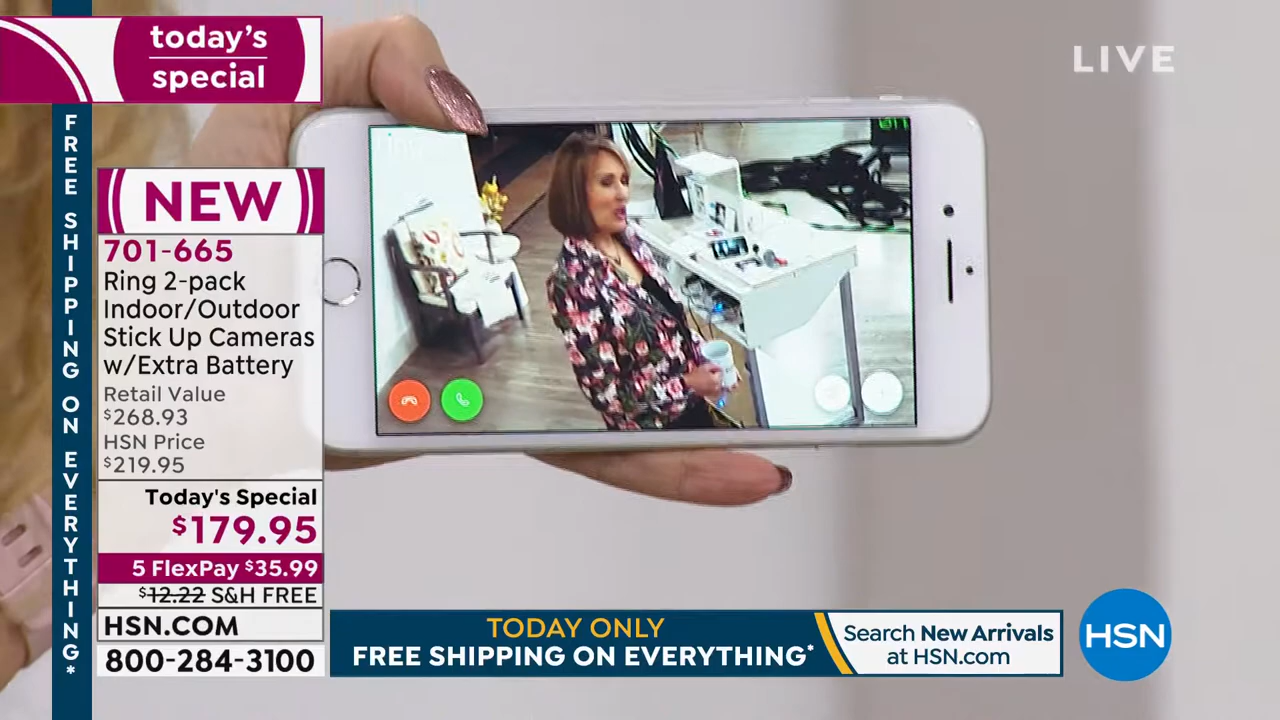 today's
special
LIVE
FREE SHIPPING ON EVERYTHING*
NEW
701-665
Ring 2-pack
Indoor/Outdoor
Stick Up Cameras
w/Extra Battery
Retail Value
$268.93
HSN Price
$219.95
Today's Special
$179.95
5 FlexPay $35.99
$12.22 S&H FREE
HSN.COM
800-284-3100
TODAY ONLY
FREE SHIPPING ON EVERYTHING*
Search New Arrivals
at HSN.com
HSN
ring